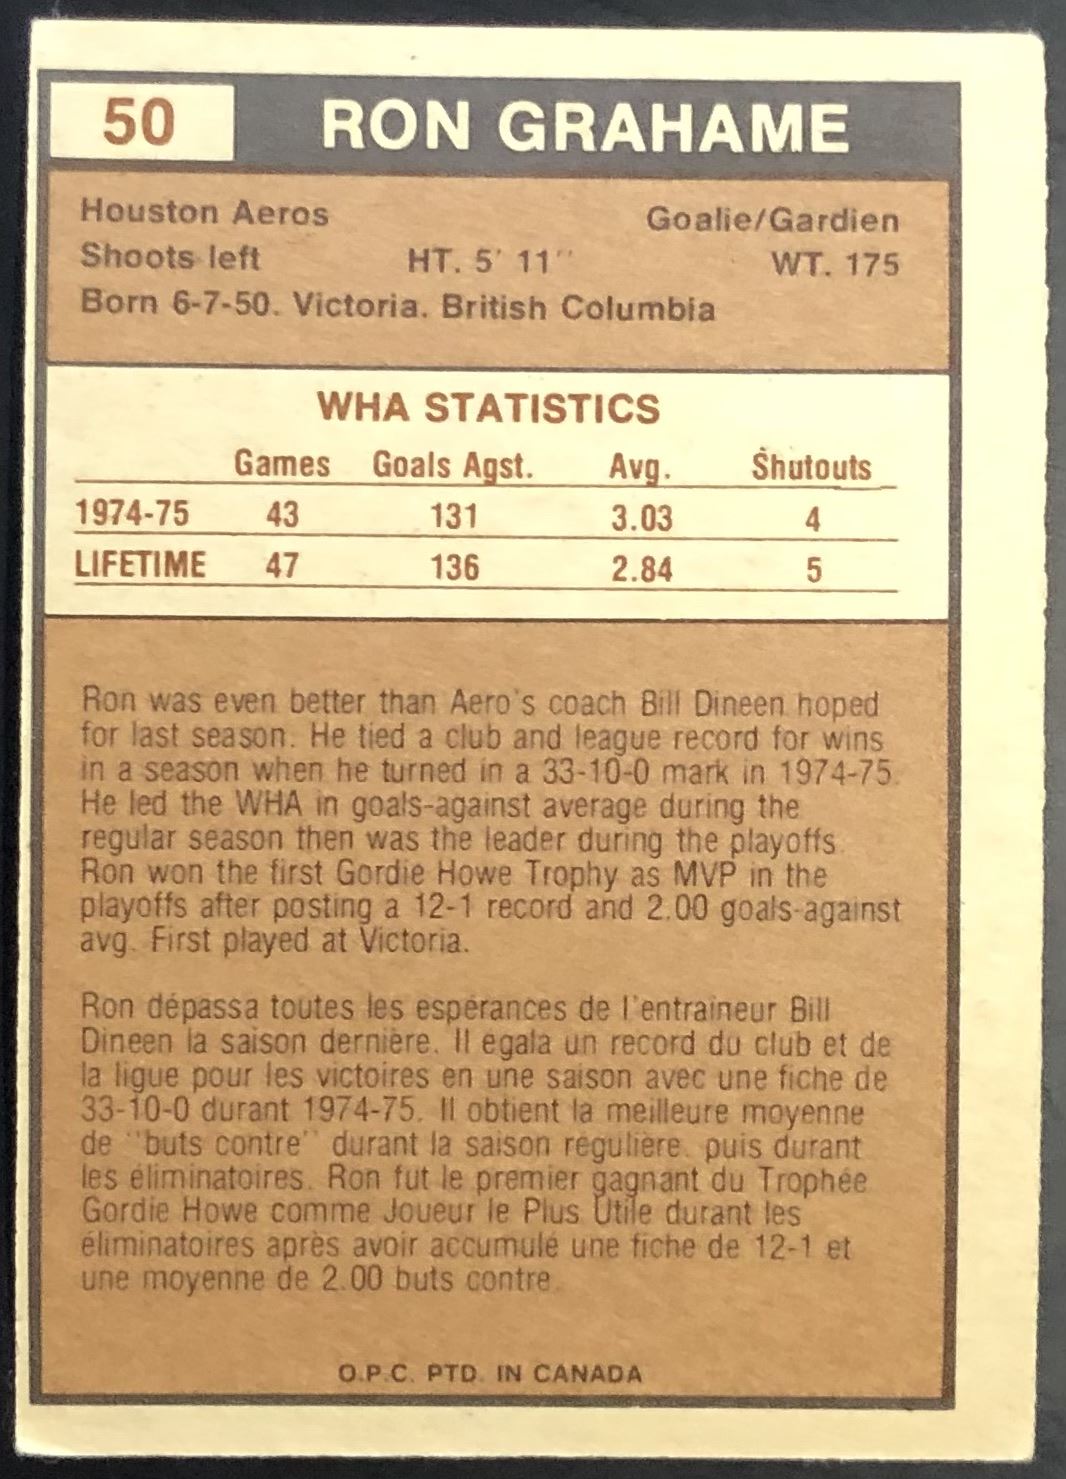 50 RON GRAHAME
Houston Aeros Goalie/Gardien
Shoots left HT. 5' 11'' WT. 175
Born 6-7-50. Victoria. British Columbia
WHA STATISTICS
Games Goals Agst. Avg. Shutouts
1974-75 43 131 3.03 4
LIFETIME 47 136 2.84 5
Ron was even better than Aero's coach Bill Dineen hoped
for last season. He tied a club and league record for wins
in a season when he turned in a 33-10-0 mark in 1974-75.
He led the WHA in goals-against average during the
regular season then was the leader during the playoffs.
Ron won the first Gordie Howe Trophy as MVP in the
playoffs after posting a 12-1 record and 2.00 goals-against
avg. First played at Victoria.
Ron dépassa toutes les espérances de l'entraineur Bill
Dineen la saison dernière. Il egala un record du club et de
la ligue pour les victoires en une saison avec une fiche de
33-10-0 durant 1974-75. Il obtient la meilleure moyenne
de ''buts contre'' durant la saison régulière. puis durant
les éliminatoires. Ron fut le premier gagnant du Trophée
Gordie Howe comme Joueur le Plus Utile durant les
éliminatoires après avoir accumulé une fiche de 12-1 et
une moyenne de 2.00 buts contre.
O.P.C. PTD. IN CANADA